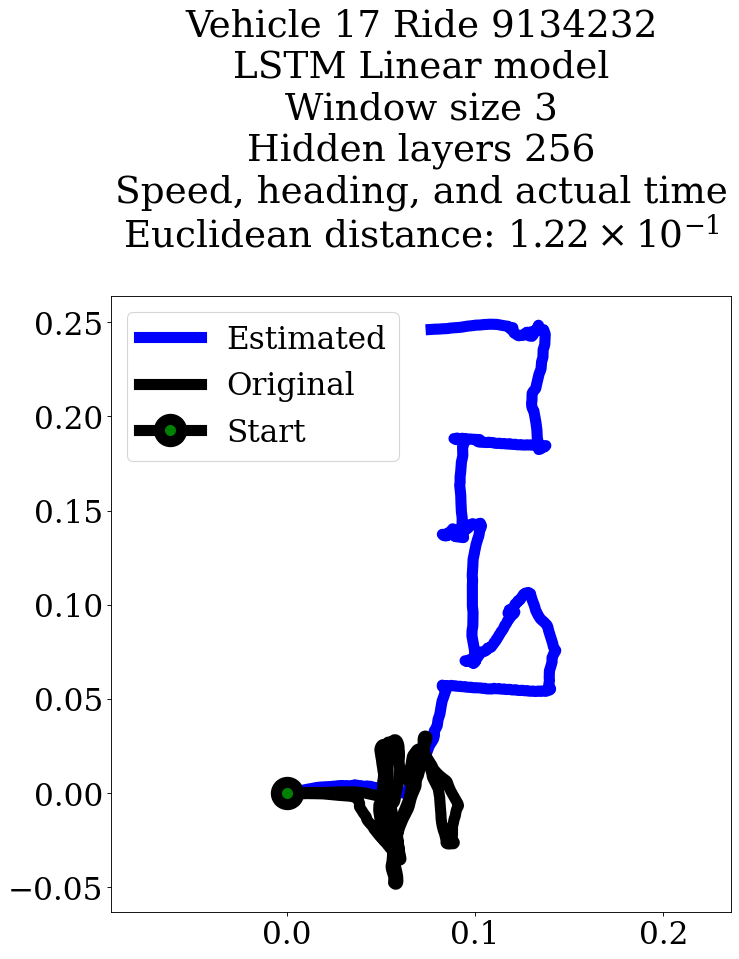 Vehicle 17 Ride 9134232
LSTM Linear model
Window size 3
Hidden layers 256
Speed, heading, and actual time
Euclidean distance: 1.22 × 10⁻¹
Estimated
Original
Start
0.25
0.20
0.15
0.10
0.05
0.00
−0.05
0.0 0.1 0.2